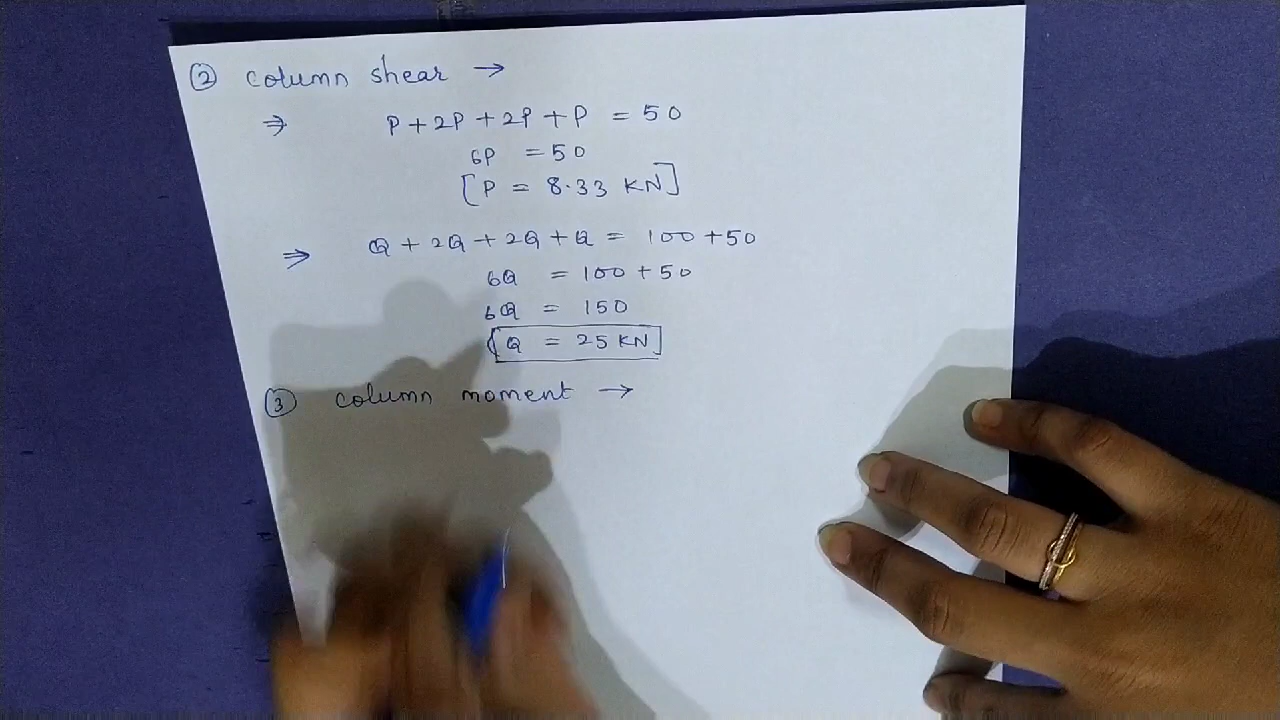 ② column shear →
⇒ P + 2P + 2P + P = 50
6P = 50
[P = 8.33 KN]
⇒ Q + 2Q + 2Q + Q = 100 + 50
6Q = 100 + 50
6Q = 150
[Q = 25 KN]
③ column moment →